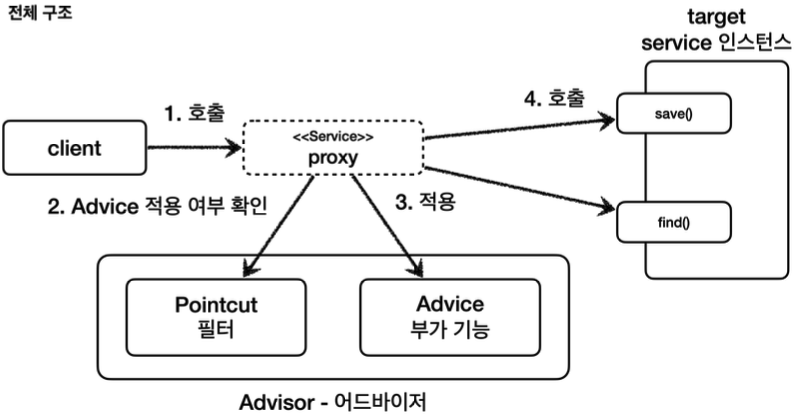 전체 구조
target
service 인스턴스
1. 호출
4. 호출
save()
client
<<Service>>
proxy
2. Advice 적용 여부 확인
3. 적용
find()
Pointcut
필터
Advice
부가 기능
Advisor - 어드바이저